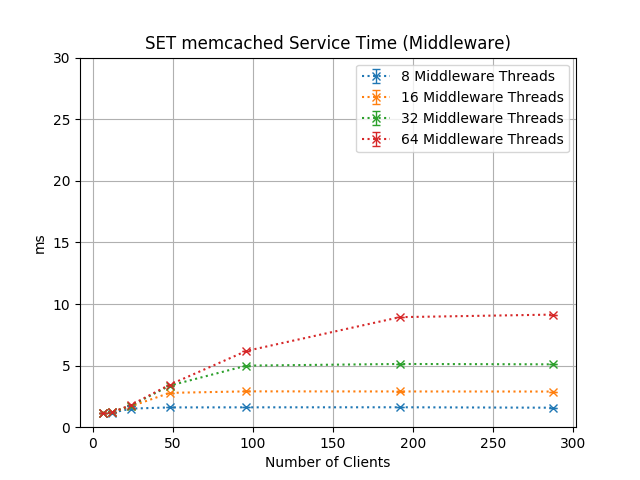 SET memcached Service Time (Middleware)
30
25
20
15
10
5
0
ms
8 Middleware Threads
16 Middleware Threads
32 Middleware Threads
64 Middleware Threads
0 50 100 150 200 250 300
Number of Clients